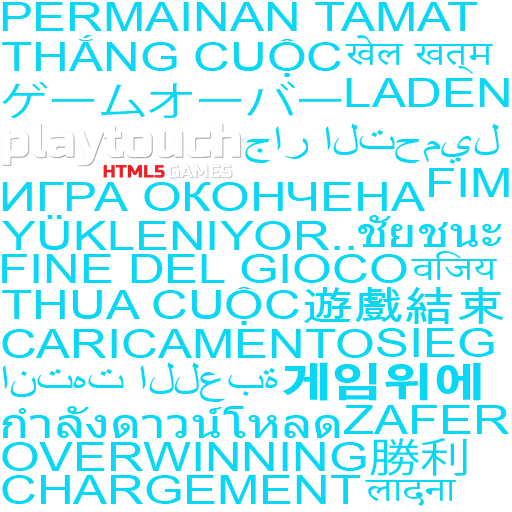 PERMAINAN TAMAT
THẮNG CUỘC खेल खत्म
ゲームオーバー LADEN
playtouch جار التحميل
HTML5 GAMES
ИГРА ОКОНЧЕНА FIM
YÜKLENIYOR.. ชัยชนะ
FINE DEL GIOCO वजिय
THUA CUỘC 遊戲結束
CARICAMENTO SIEG
انتهت اللعبة 게임위에
กำลังดาวน์โหลด ZAFER
OVER WINNING 勝利
CHARGEMENT लादना